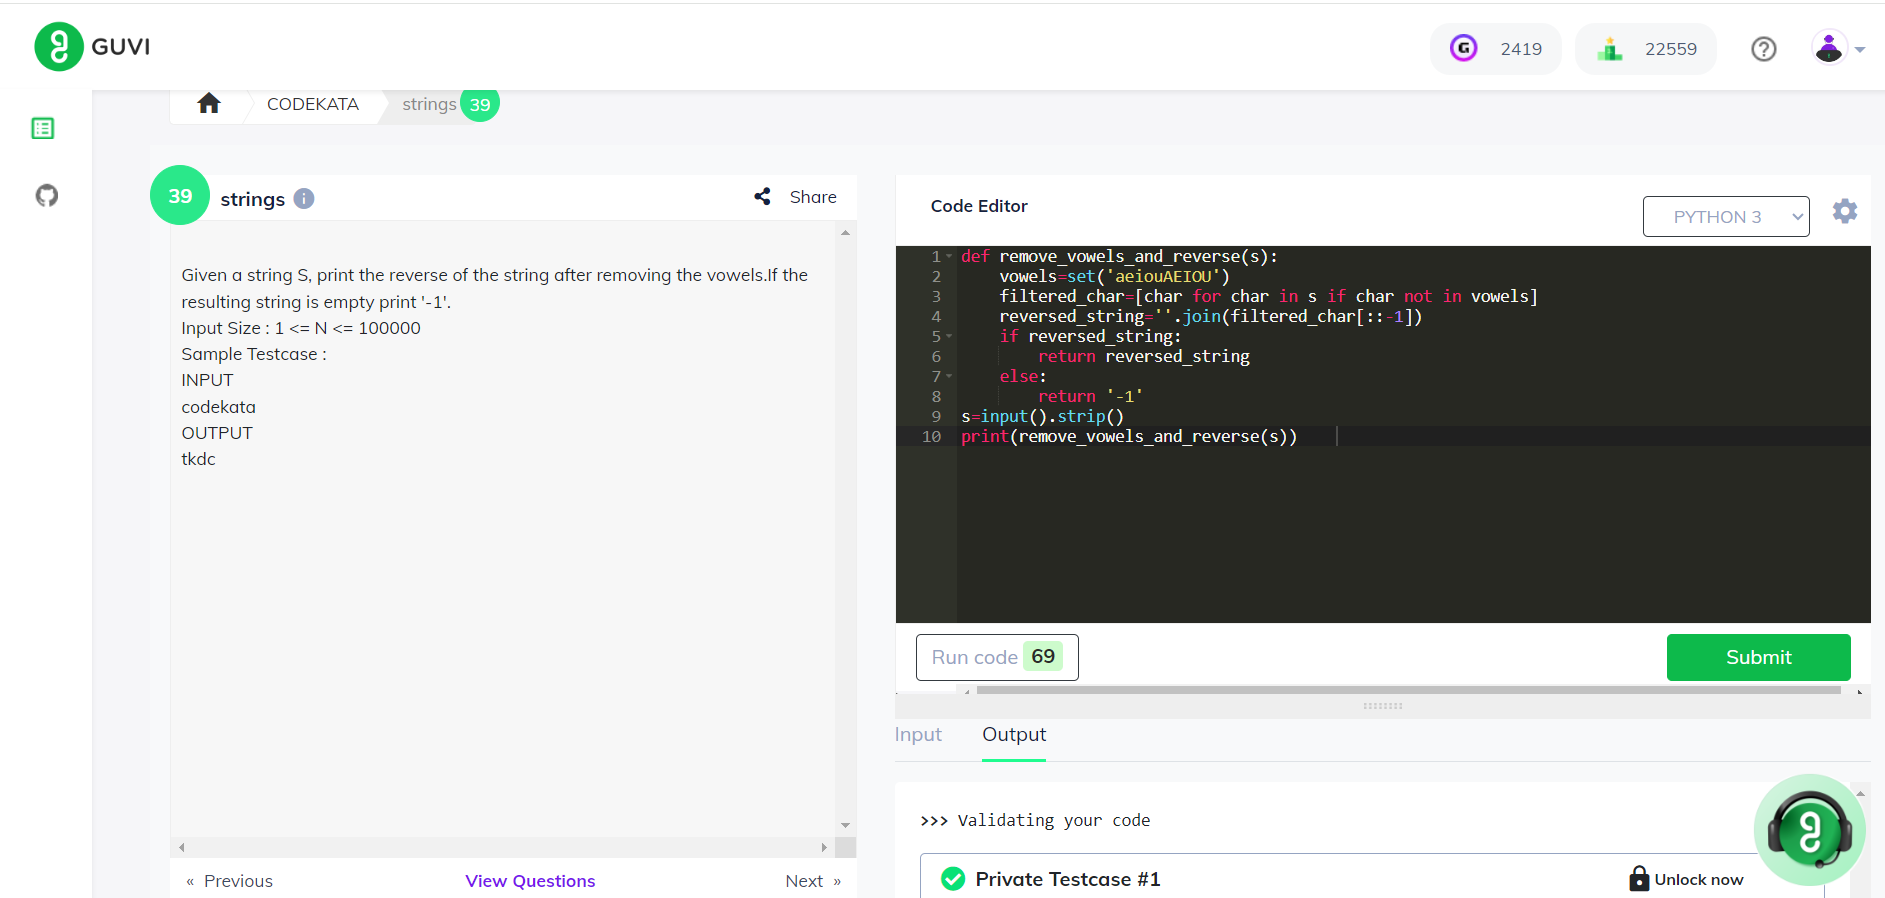 GUVI
2419
22559
CODEKATA
strings 39
39
strings
Share
Given a string S, print the reverse of the string after removing the vowels.If the
resulting string is empty print '-1'.
Input Size : 1 <= N <= 100000
Sample Testcase :
INPUT
codekata
OUTPUT
tkdc
« Previous
View Questions
Next »
Code Editor
PYTHON 3
1 def remove_vowels_and_reverse(s):
2     vowels=set('aeiouAEIOU')
3     filtered_char=[char for char in s if char not in vowels]
4     reversed_string=''.join(filtered_char[::-1])
5     if reversed_string:
6         return reversed_string
7     else:
8         return '-1'
9 s=input().strip()
10 print(remove_vowels_and_reverse(s))
Run code 69
Submit
Input
Output
>>> Validating your code
Private Testcase #1
Unlock now